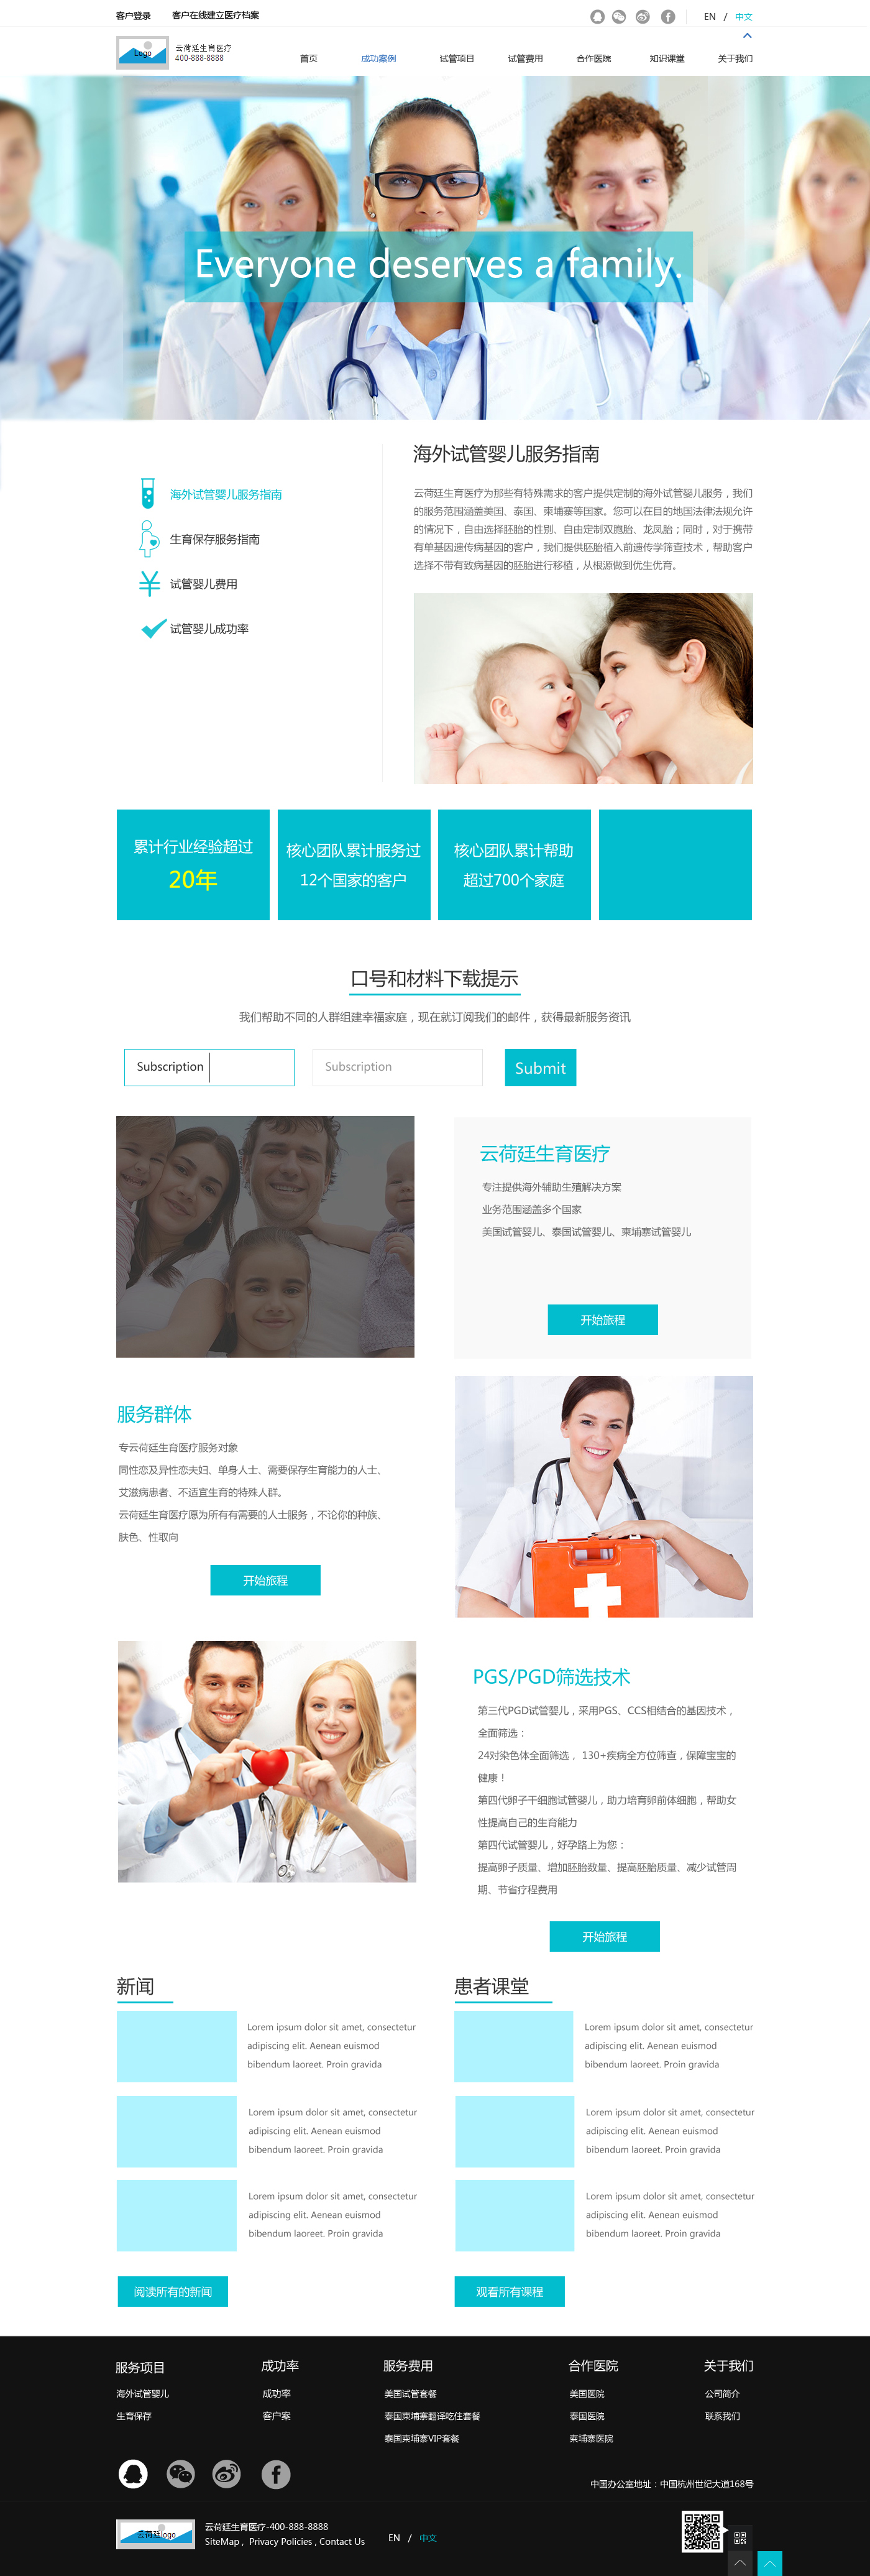 客户登录
客户在线建立医疗档案
EN / 中文
Logo
云荷廷生育医疗
400-888-8888
首页
成功案例
试管项目
试管费用
合作医院
知识课堂
关于我们
Everyone deserves a family.
海外试管婴儿服务指南
生育保存服务指南
试管婴儿费用
试管婴儿成功率
海外试管婴儿服务指南
云荷廷生育医疗为那些有特殊需求的客户提供定制的海外试管婴儿服务，我们
的服务范围涵盖美国、泰国、柬埔寨等国家。您可以在目的地国法律法规允许
的情况下，自由选择胚胎的性别、自由定制双胞胎、龙凤胎；同时，对于携带
有单基因遗传病基因的客户，我们提供胚胎植入前遗传学筛查技术，帮助客户
选择不带有致病基因的胚胎进行移植，从根源做到优生优育。
累计行业经验超过
20年
核心团队累计服务过
12个国家的客户
核心团队累计帮助
超过700个家庭
口号和材料下载提示
我们帮助不同的人群组建幸福家庭，现在就订阅我们的邮件，获得最新服务资讯
Subscription
Subscription
Submit
云荷廷生育医疗
专注提供海外辅助生殖解决方案
业务范围涵盖多个国家
美国试管婴儿、泰国试管婴儿、柬埔寨试管婴儿
开始旅程
服务群体
专云荷廷生育医疗服务对象
同性恋及异性恋夫妇、单身人士、需要保存生育能力的人士、
艾滋病患者、不适宜生育的特殊人群。
云荷廷生育医疗愿为所有有需要的人士服务，不论你的种族、
肤色、性取向
开始旅程
PGS/PGD筛选技术
第三代PGD试管婴儿，采用PGS、CCS相结合的基因技术，
全面筛选：
24对染色体全面筛选， 130+疾病全方位筛查，保障宝宝的
健康！
第四代卵子干细胞试管婴儿，助力培育卵前体细胞，帮助女
性提高自己的生育能力
第四代试管婴儿，好孕路上为您：
提高卵子质量、增加胚胎数量、提高胚胎质量、减少试管周
期、节省疗程费用
开始旅程
新闻
Lorem ipsum dolor sit amet, consectetur
adipiscing elit. Aenean euismod
bibendum laoreet. Proin gravida
Lorem ipsum dolor sit amet, consectetur
adipiscing elit. Aenean euismod
bibendum laoreet. Proin gravida
Lorem ipsum dolor sit amet, consectetur
adipiscing elit. Aenean euismod
bibendum laoreet. Proin gravida
阅读所有的新闻
患者课堂
Lorem ipsum dolor sit amet, consectetur
adipiscing elit. Aenean euismod
bibendum laoreet. Proin gravida
Lorem ipsum dolor sit amet, consectetur
adipiscing elit. Aenean euismod
bibendum laoreet. Proin gravida
Lorem ipsum dolor sit amet, consectetur
adipiscing elit. Aenean euismod
bibendum laoreet. Proin gravida
观看所有课程
服务项目
海外试管婴儿
生育保存
成功率
成功率
客户案
服务费用
美国试管套餐
泰国柬埔寨翻译吃住套餐
泰国柬埔寨VIP套餐
合作医院
美国医院
泰国医院
柬埔寨医院
关于我们
公司简介
联系我们
中国办公室地址：中国杭州世纪大道168号
云荷廷logo
云荷廷生育医疗-400-888-8888
SiteMap , Privacy Policies , Contact Us
EN / 中文